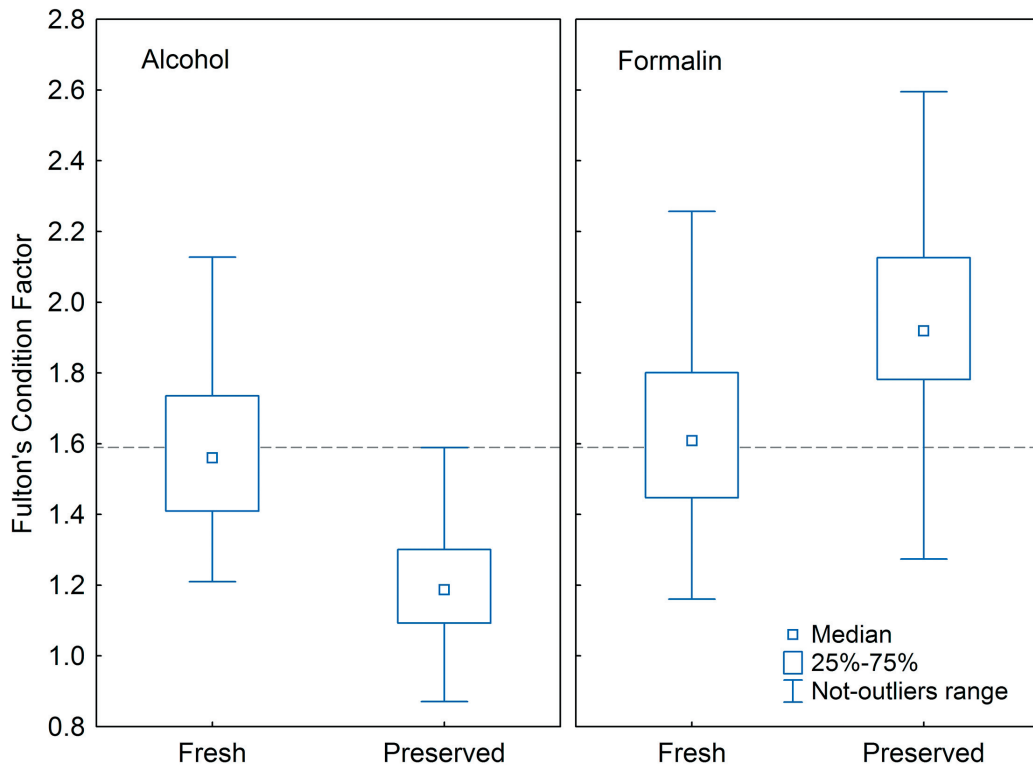 Fulton's Condition Factor
2.8
2.6
2.4
2.2
2.0
1.8
1.6
1.4
1.2
1.0
0.8
Alcohol
Fresh
Preserved
Formalin
Median
25%-75%
Not-outliers range
Fresh
Preserved